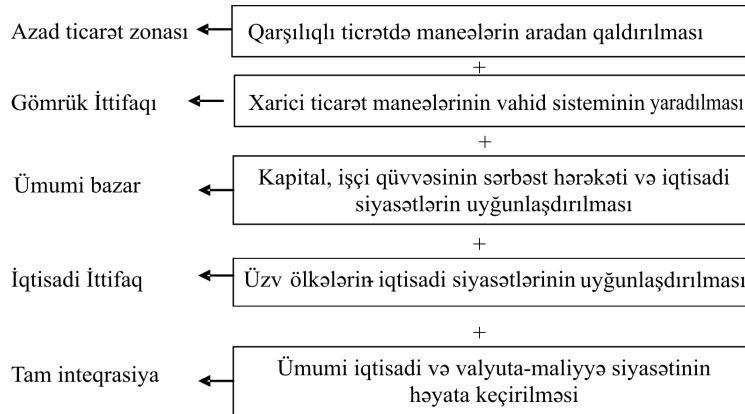 Azad ticarət zonası
Qarşılıqlı ticrətdə maneələrin aradan qaldırılması
+
Gömrük İttifaqı
Xarici ticarət maneələrinin vahid sisteminin yaradılması
+
Ümumi bazar
Kapital, işçi qüvvəsinin sərbəst hərəkəti və iqtisadi
siyasətlərin uyğunlaşdırılması
+
İqtisadi İttifaq
Üzv ölkələrin iqtisadi siyasətlərinin uyğunlaşdırılması
+
Tam inteqrasiya
Ümumi iqtisadi və valyuta-maliyyə siyasətinin
həyata keçirilməsi